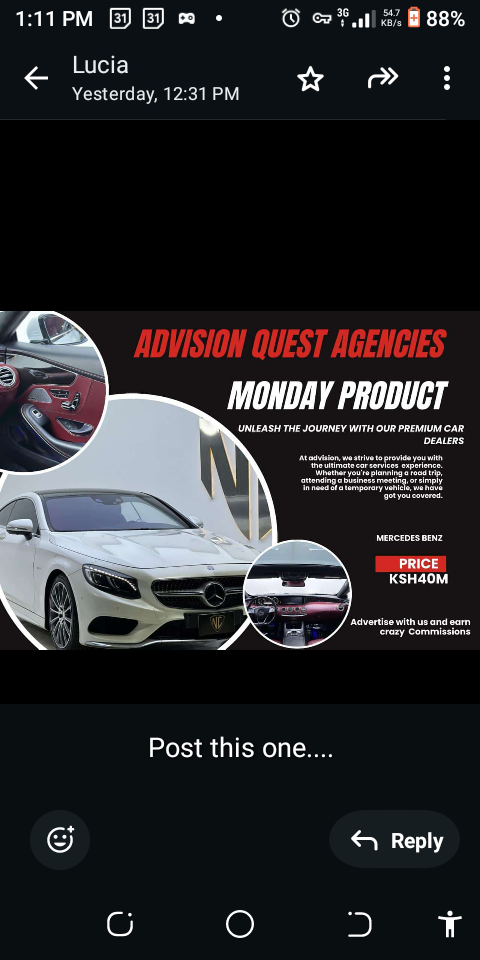 1:11 PM 31 31 3G 54.7 KB/s 88%
Lucia
Yesterday, 12:31 PM
ADVISION QUEST AGENCIES
MONDAY PRODUCT
UNLEASH THE JOURNEY WITH OUR PREMIUM CAR
DEALERS
At advision, we strive to provide you with
the ultimate car services experience.
Whether you're planning a road trip,
attending a business meeting, or simply
in need of a temporary vehicle, we have
got you covered.
MERCEDES BENZ
PRICE
KSH40M
Advertise with us and earn
crazy Commissions
Post this one....
Reply